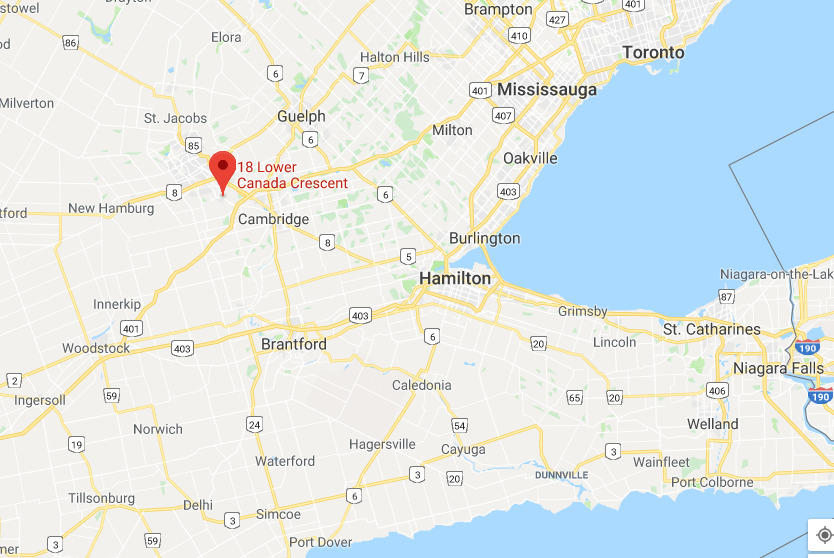 stowel
Drayton
Brampton
427
401
Elora
410
86
Toronto
Halton Hills
6
7
Milverton
401
Mississauga
407
St. Jacobs
Guelph
6
Milton
85
Oakville
18 Lower
Canada Crescent
8
6
403
tford
New Hamburg
Cambridge
8
Burlington
5
Hamilton
Niagara-on-the-Lak
87
Innerkip
403
Grimsby
401
St. Catharines
Woodstock
403
Brantford
6
20
Lincoln
190
Niagara Falls
2
Caledonia
406
190
Ingersoll
59
65
20
24
54
Welland
Norwich
19
Hagersville
Cayuga
3
Waterford
Wainfleet
3
20
DUNNVILLE
Port Colborne
Tillsonburg
6
Delhi
3
Simcoe
mer
3
59
Port Dover